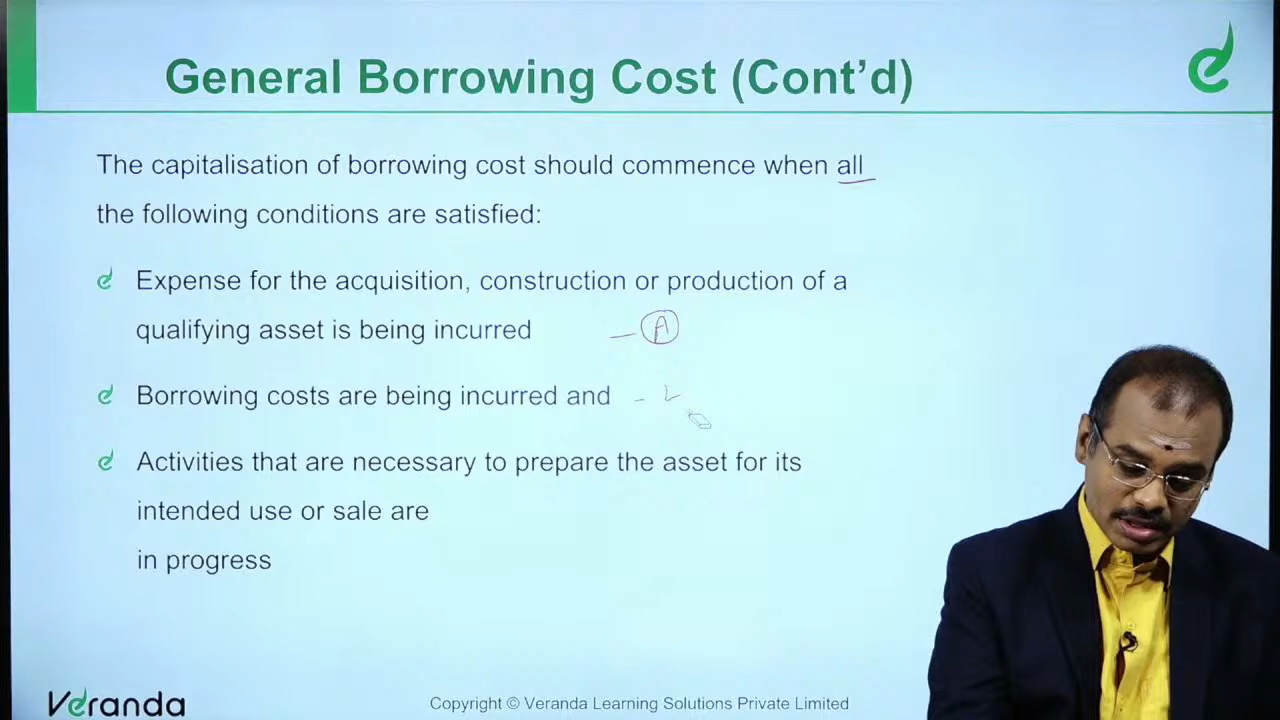 General Borrowing Cost (Cont’d)
The capitalisation of borrowing cost should commence when all
the following conditions are satisfied:
Expense for the acquisition, construction or production of a
qualifying asset is being incurred
– A
Borrowing costs are being incurred and
Activities that are necessary to prepare the asset for its
intended use or sale are
in progress
Veranda
Copyright © Veranda Learning Solutions Private Limited